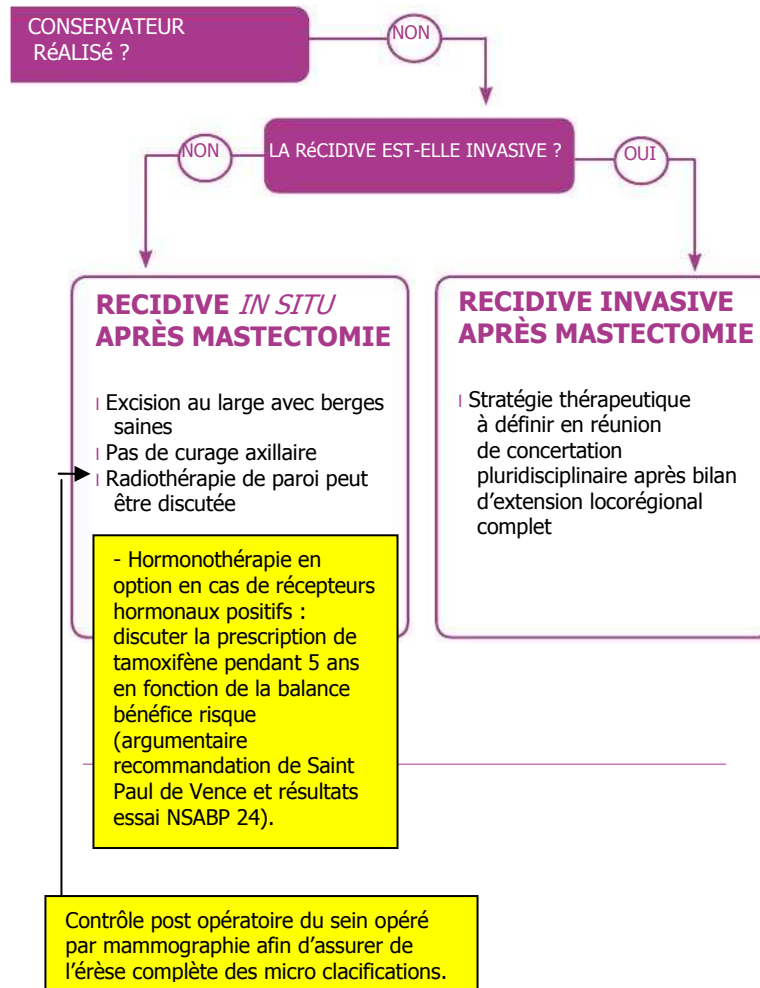 CONSERVATEUR
RéALISé ?
NON
LA RéCIDIVE EST-ELLE INVASIVE ?
NON
OUI
RECIDIVE IN SITU
APRÈS MASTECTOMIE
l Excision au large avec berges
saines
l Pas de curage axillaire
l Radiothérapie de paroi peut
être discutée
- Hormonothérapie en
option en cas de récepteurs
hormonaux positifs :
discuter la prescription de
tamoxifène pendant 5 ans
en fonction de la balance
bénéfice risque
(argumentaire
recommandation de Saint
Paul de Vence et résultats
essai NSABP 24).
RECIDIVE INVASIVE
APRÈS MASTECTOMIE
l Stratégie thérapeutique
à définir en réunion
de concertation
pluridisciplinaire après bilan
d'extension locorégional
complet
Contrôle post opératoire du sein opéré
par mammographie afin d'assurer de
l'érèse complète des micro clacifications.